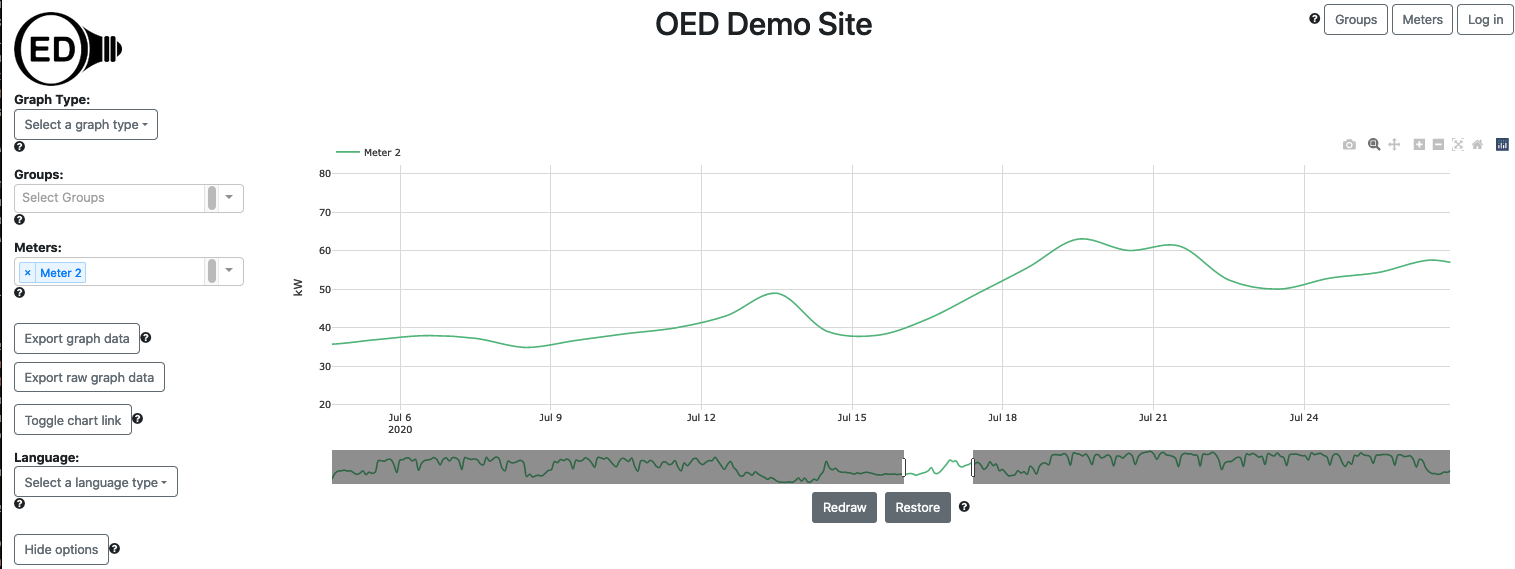 OED Demo Site
Groups
Meters
Log in
ED
Graph Type:
Select a graph type
Groups:
Select Groups
Meters:
× Meter 2
Export graph data
Export raw graph data
Toggle chart link
Language:
Select a language type
Hide options
Meter 2
80
70
60
50
40
30
20
kW
Jul 6
2020
Jul 9
Jul 12
Jul 15
Jul 18
Jul 21
Jul 24
Redraw
Restore